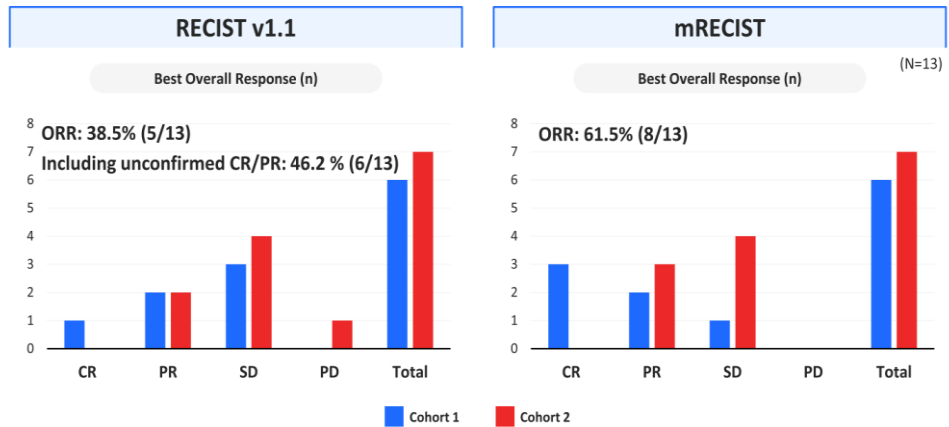 RECIST v1.1
Best Overall Response (n)
ORR: 38.5% (5/13)
Including unconfirmed CR/PR: 46.2 % (6/13)
8
7
6
5
4
3
2
1
0
CR PR SD PD Total
mRECIST
(N=13)
Best Overall Response (n)
ORR: 61.5% (8/13)
8
7
6
5
4
3
2
1
0
CR PR SD PD Total
Cohort 1 Cohort 2